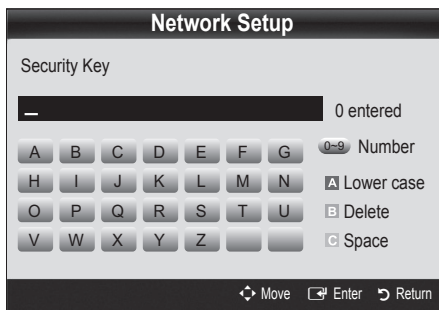 Network Setup
Security Key
_ 0 entered
A B C D E F G 0~9 Number
H I J K L M N A Lower case
O P Q R S T U B Delete
V W X Y Z C Space
Move Enter Return